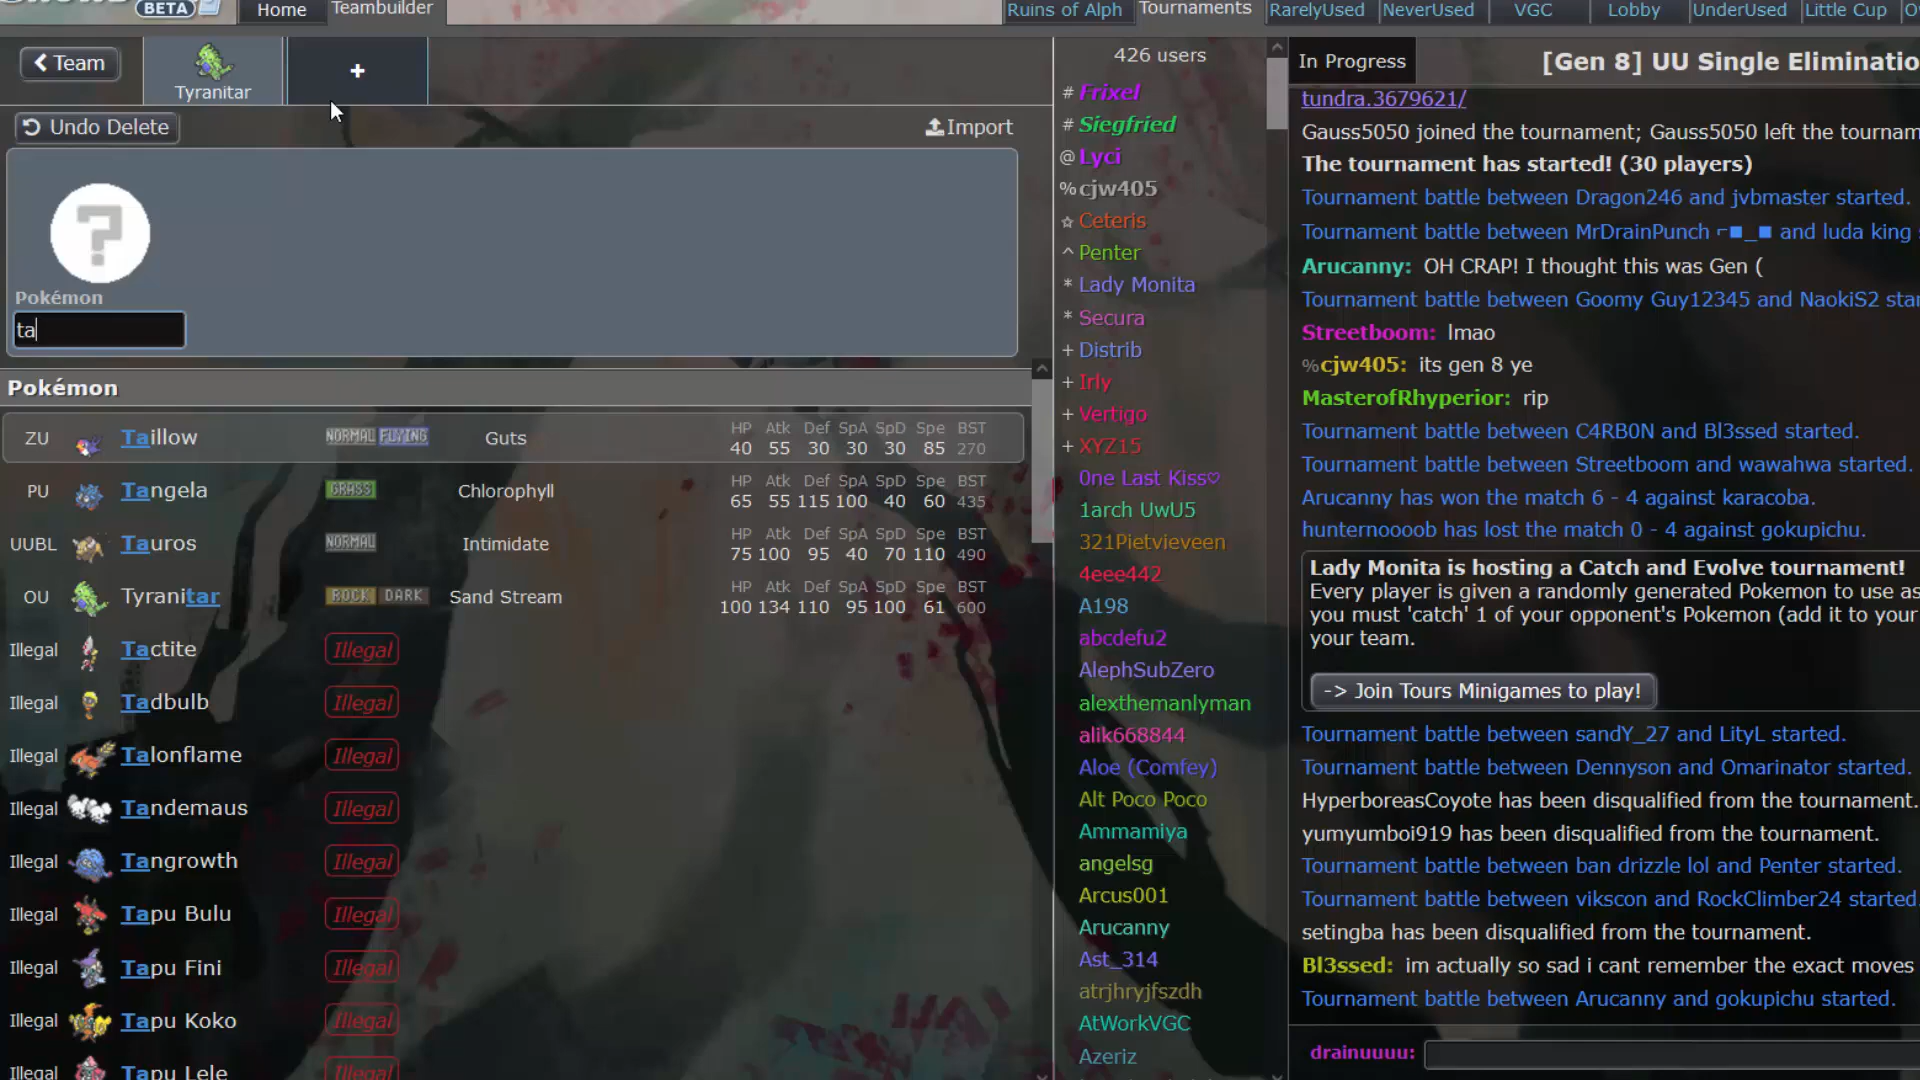 BETA
Home
Teambuilder
Ruins of Alph
Tournaments
RarelyUsed
NeverUsed
VGC
Lobby
UnderUsed
Little Cup
Team
Tyranitar
+
Undo Delete
Import
Pokémon
ta
Pokémon
ZU Taillow NORMAL FLYING Guts HP 40 Atk 55 Def 30 SpA 30 SpD 30 Spe 85 BST 270
PU Tangela GRASS Chlorophyll HP 65 Atk 55 Def 115 SpA 100 SpD 40 Spe 60 BST 435
UUBL Tauros NORMAL Intimidate HP 75 Atk 100 Def 95 SpA 40 SpD 70 Spe 110 BST 490
OU Tyranitar ROCK DARK Sand Stream HP 100 Atk 134 Def 110 SpA 95 SpD 100 Spe 61 BST 600
Illegal Tactite Illegal
Illegal Tadbulb Illegal
Illegal Talonflame Illegal
Illegal Tandemaus Illegal
Illegal Tangrowth Illegal
Illegal Tapu Bulu Illegal
Illegal Tapu Fini Illegal
Illegal Tapu Koko Illegal
Illegal Tapu Lele Illegal
426 users
#Frixel
#Siegfried
@Lyci
%cjw405
☆Ceteris
^Penter
*Lady Monita
*Secura
+Distrib
+Irly
+Vertigo
+XYZ15
0ne Last Kiss♡
1arch UwU5
321Pietvieveen
4eee442
A198
abcdefu2
AlephSubZero
alexthemanlyman
alik668844
Aloe (Comfey)
Alt Poco Poco
Ammamiya
angelsg
Arcus001
Arucanny
Ast_314
atrjhryjfszdh
AtWorkVGC
Azeriz
In Progress
[Gen 8] UU Single Eliminatio
tundra.3679621/
Gauss5050 joined the tournament; Gauss5050 left the tournam
The tournament has started! (30 players)
Tournament battle between Dragon246 and jvbmaster started.
Tournament battle between MrDrainPunch ⌐■_■ and luda king s
Arucanny: OH CRAP! I thought this was Gen (
Tournament battle between Goomy Guy12345 and NaokiS2 star
Streetboom: lmao
%cjw405: its gen 8 ye
MasterofRhyperior: rip
Tournament battle between C4RB0N and Bl3ssed started.
Tournament battle between Streetboom and wawahwa started.
Arucanny has won the match 6 - 4 against karacoba.
hunternoooob has lost the match 0 - 4 against gokupichu.
Lady Monita is hosting a Catch and Evolve tournament!
Every player is given a randomly generated Pokemon to use as
you must 'catch' 1 of your opponent's Pokemon (add it to your
your team.
-> Join Tours Minigames to play!
Tournament battle between sandY_27 and LityL started.
Tournament battle between Dennyson and Omarinator started.
HyperboreasCoyote has been disqualified from the tournament.
yumyumboi919 has been disqualified from the tournament.
Tournament battle between ban drizzle lol and Penter started.
Tournament battle between vikscon and RockClimber24 started.
setingba has been disqualified from the tournament.
Bl3ssed: im actually so sad i cant remember the exact moves
Tournament battle between Arucanny and gokupichu started.
drainuuuu: